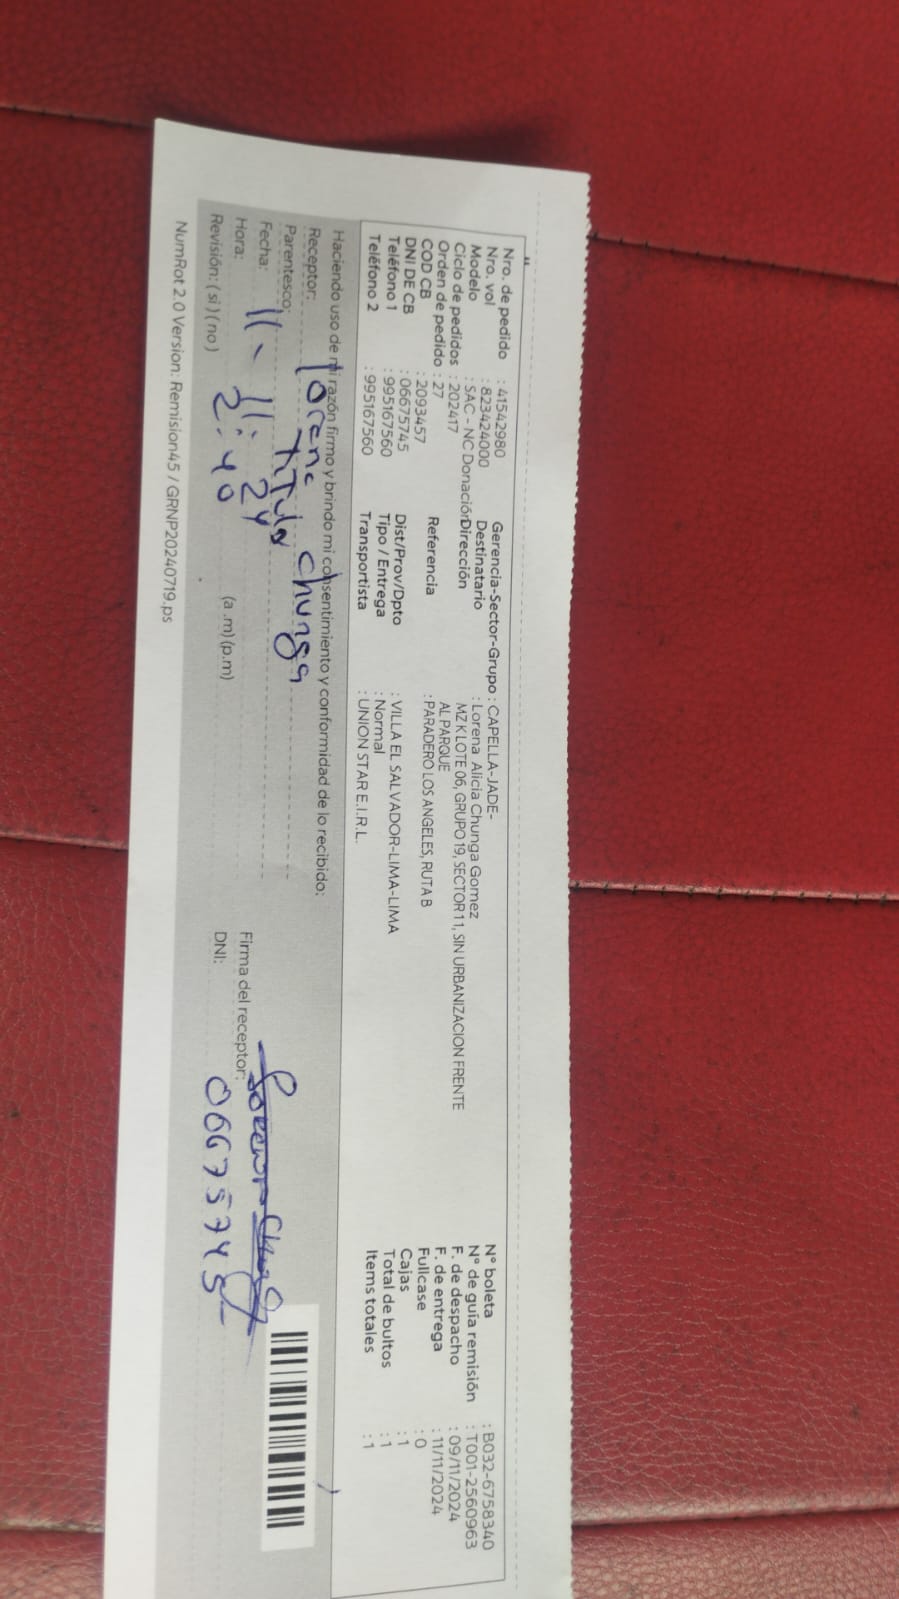 Nro. de pedido : 41542980
Nro. vol : 823424000
Modelo : SAC - NC Donación
Ciclo de pedidos : 202417
Orden de pedido : 27
COD CB : 2093457
DNI DE CB : 06675745
Teléfono 1 : 995167560
Teléfono 2 : 995167560
Gerencia-Sector-Grupo : CAPELLA-JADE-
Destinatario : Lorena Alicia Chunga Gomez
Dirección MZ K LOTE 06, GRUPO 19, SECTOR 11, SIN URBANIZACION FRENTE
AL PARQUE
Referencia : PARADERO LOS ANGELES, RUTA B
Dist/Prov/Dpto : VILLA EL SALVADOR-LIMA-LIMA
Tipo / Entrega : Normal
Transportista : UNION STAR E.I.R.L.
N° boleta : B032-6758340
N° de guía remisión : T001-2560963
F. de despacho : 09/11/2024
F. de entrega : 11/11/2024
Fullcase : 0
Cajas : 1
Total de bultos : 1
Items totales : 1
Haciendo uso de mi razón firmo y brindo mi consentimiento y conformidad de lo recibido:
Receptor: Lorena Chunga
Parentesco: Titular
Fecha: 11 - 11 - 24
Hora: 2:40 (a .m) (p.m)
Revisión: ( si ) ( no )
Firma del receptor: Lorena Chunga
DNI: 06675745
NumRot 2.0 Version: Remision45 / GRNP20240719.ps